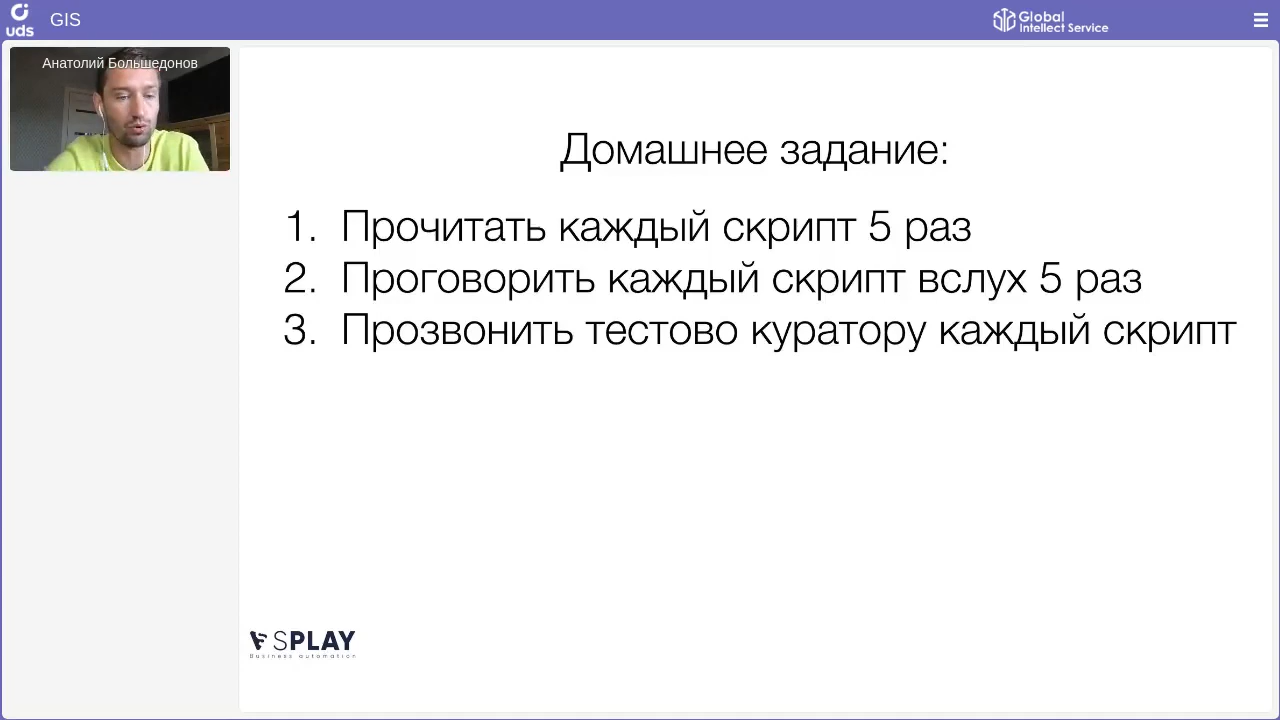 uds
GIS
Global
Intellect Service
Анатолий Большедонов
Домашнее задание:
1. Прочитать каждый скрипт 5 раз
2. Проговорить каждый скрипт вслух 5 раз
3. Прозвонить тестово куратору каждый скрипт
SPLAY
Business automation